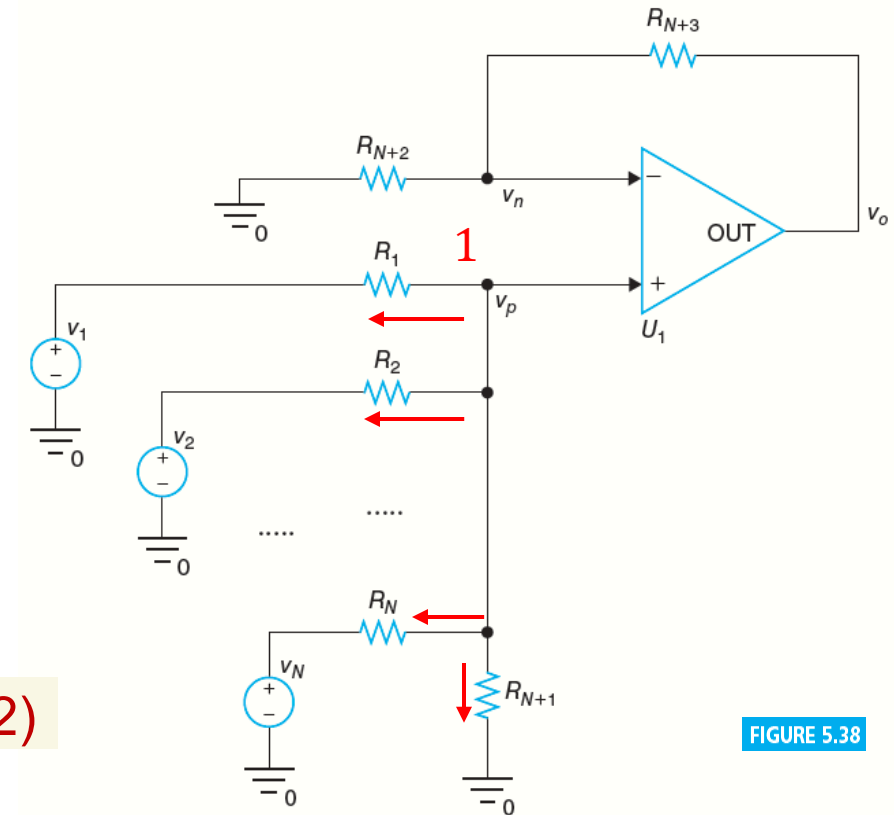 R_{N+3}
R_{N+2}
v_n
−
0
OUT
v_o
R_1
1
v_p
+
U_1
v_1
+
−
R_2
0
v_2
+
−
.....
.....
0
R_N
v_N
+
−
R_{N+1}
2)
FIGURE 5.38
0
0